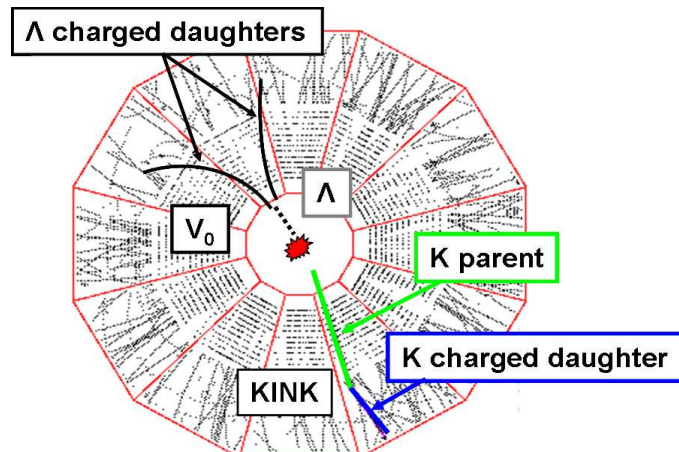 Λ charged daughters
Λ
V₀
K parent
K charged daughter
KINK